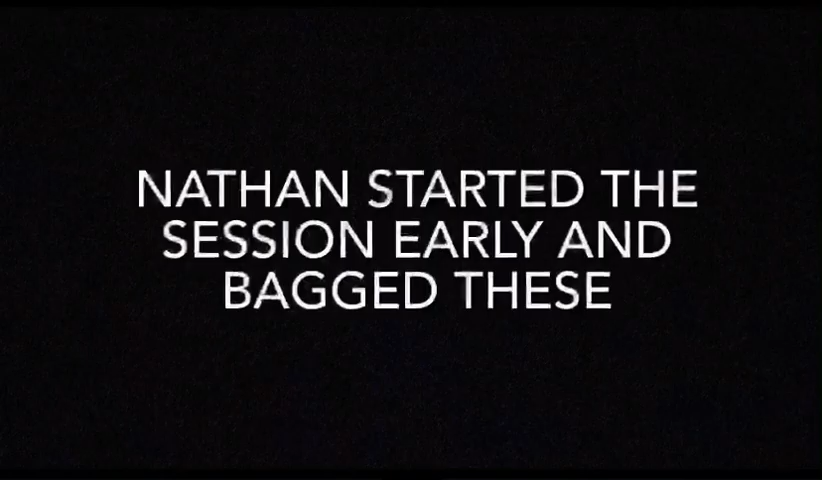 NATHAN STARTED THE
SESSION EARLY AND
BAGGED THESE